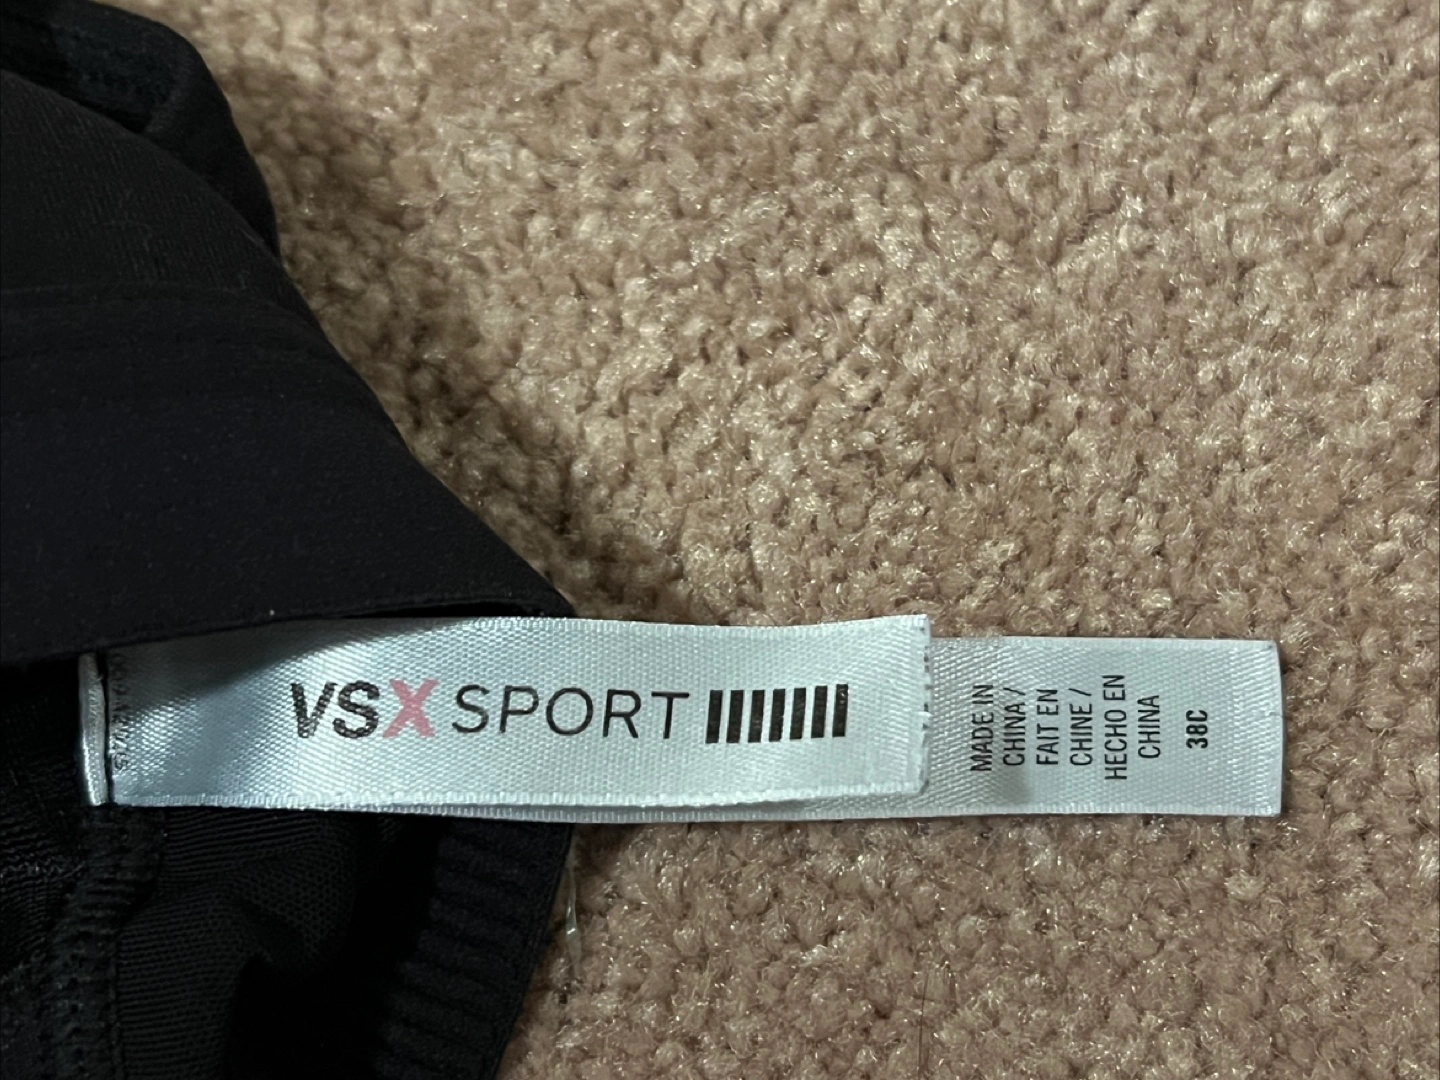 VSX SPORT
MADE IN
CHINA /
FAIT EN
CHINE /
HECHO EN
CHINA
38C